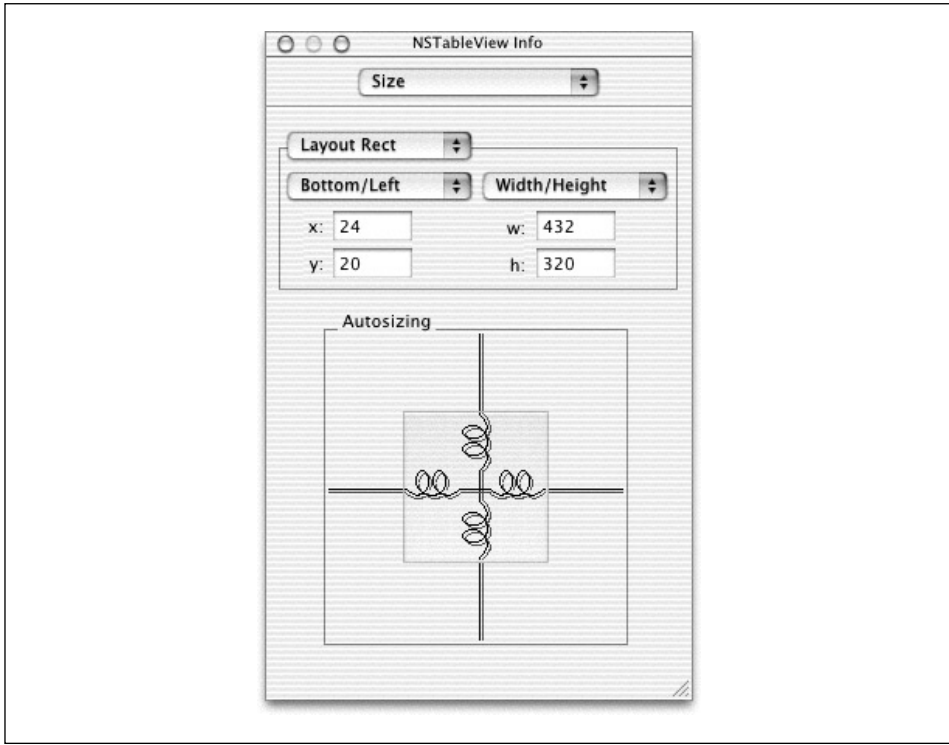 NSTableView Info
Size
Layout Rect
Bottom/Left Width/Height
x: 24 w: 432
y: 20 h: 320
Autosizing